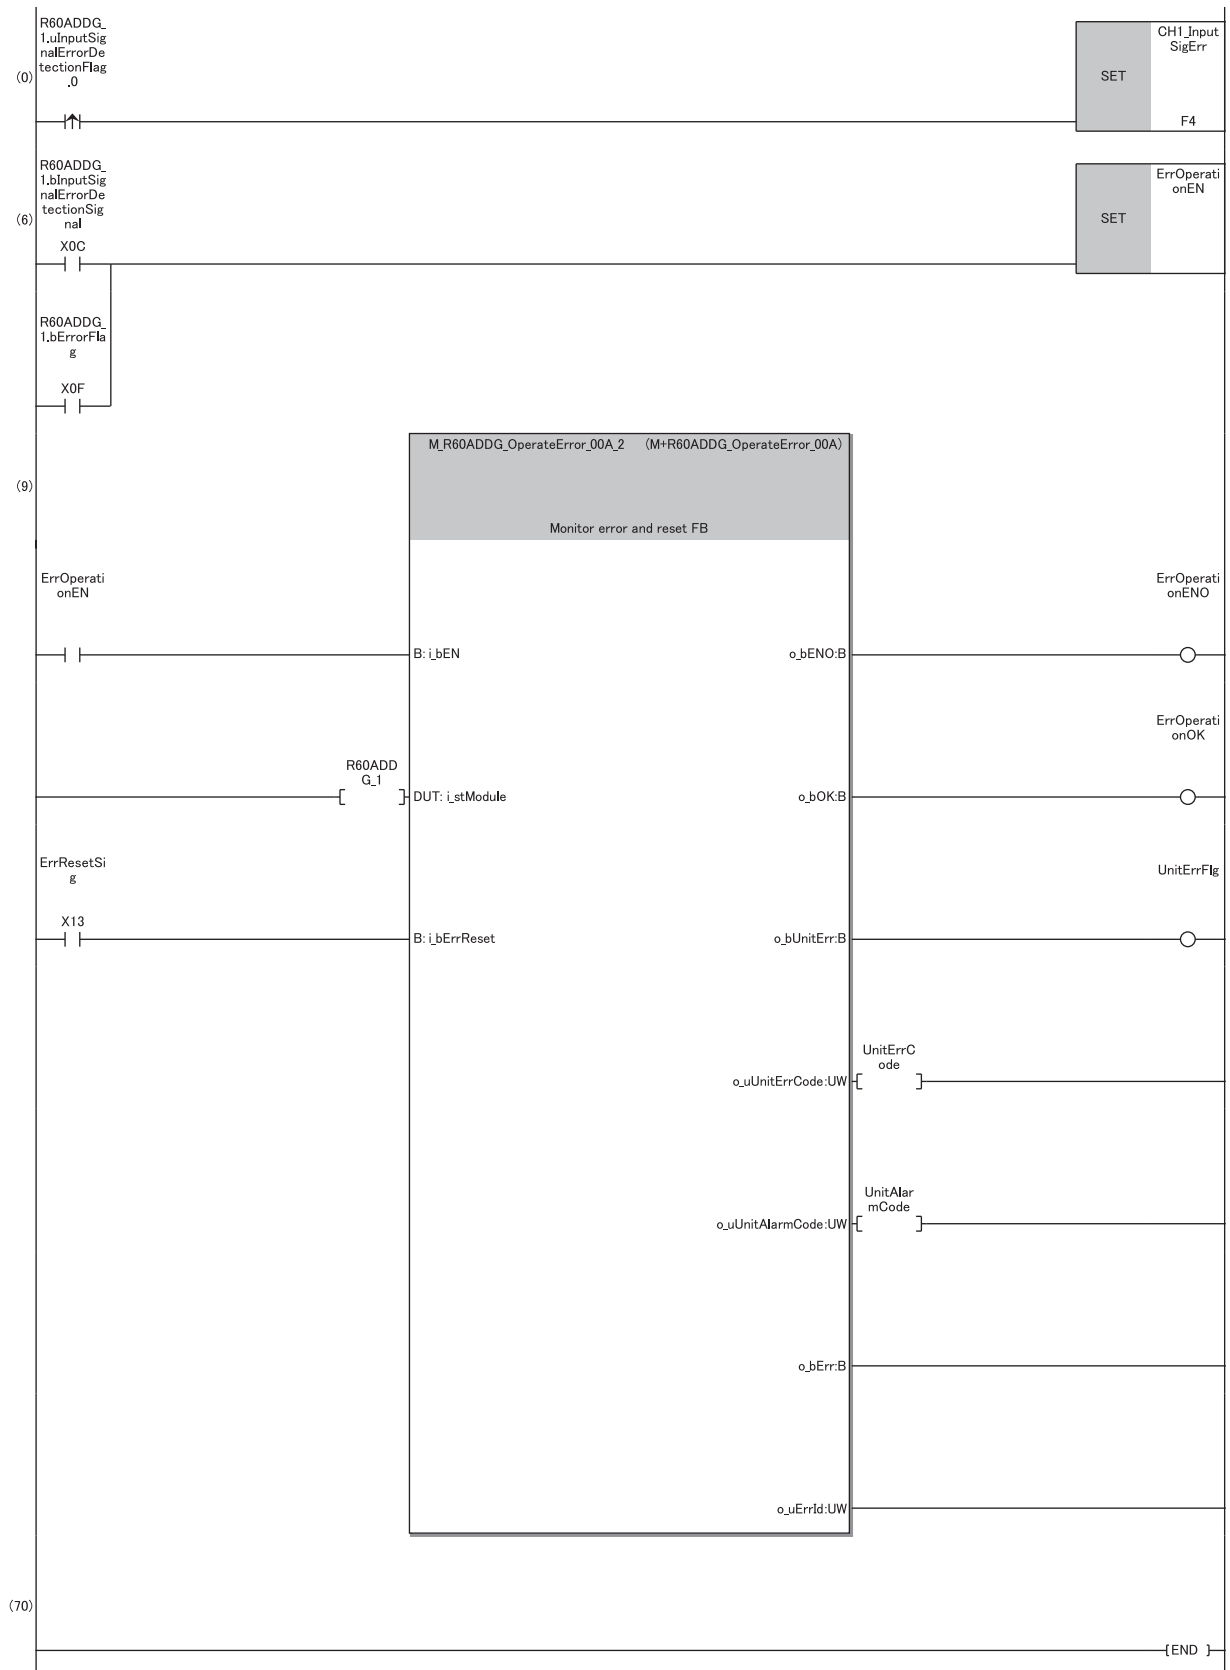 R60ADDG_
1.uInputSig
nalErrorDe
tectionFlag
.0
(0)
SET
CH1_Input
SigErr
F4
R60ADDG_
1.bInputSig
nalErrorDe
tectionSig
nal
(6)
X0C
SET
ErrOperati
onEN
R60ADDG_
1.bErrorFla
g
X0F
(9)
M_R60ADDG_OperateError_00A_2 (M+R60ADDG_OperateError_00A)
Monitor error and reset FB
ErrOperati
onEN
ErrOperati
onENO
B: i_bEN
o_bENO:B
ErrOperati
onOK
R60ADD
G_1
DUT: i_stModule
o_bOK:B
ErrResetSi
g
UnitErrFlg
X13
B: i_bErrReset
o_bUnitErr:B
UnitErrC
ode
o_uUnitErrCode:UW
UnitAlar
mCode
o_uUnitAlarmCode:UW
o_bErr:B
o_uErrId:UW
(70)
END